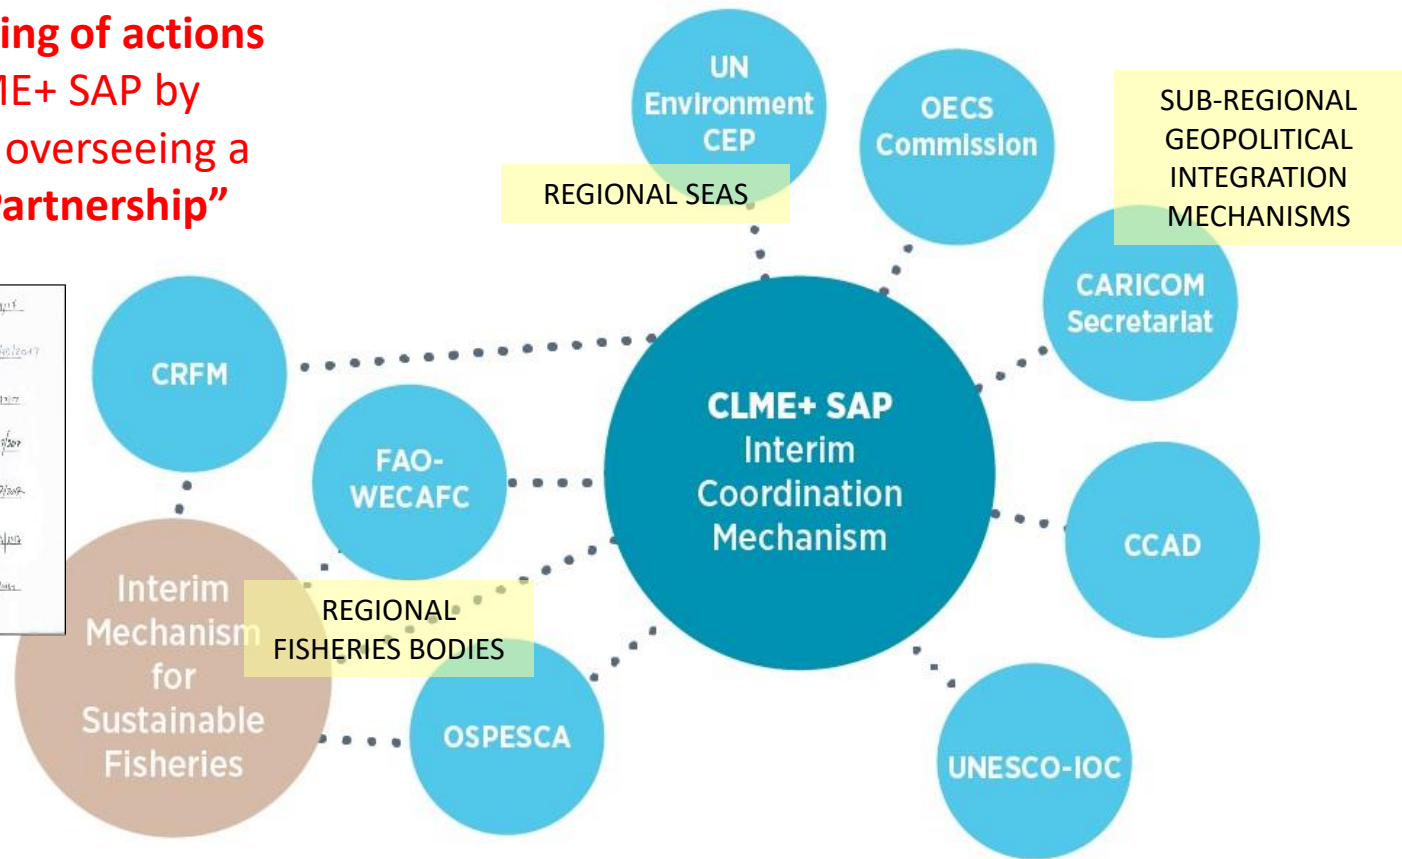 ing of actions
ME+ SAP by
overseeing a
Partnership”
UN
Environment
CEP
OECS
Commission
SUB-REGIONAL
GEOPOLITICAL
INTEGRATION
MECHANISMS
REGIONAL SEAS
CARICOM
Secretariat
CRFM
FAO-
WECAFC
CLME+ SAP
Interim
Coordination
Mechanism
CCAD
Interim
Mechanism
for
Sustainable
Fisheries
REGIONAL
FISHERIES BODIES
OSPESCA
UNESCO-IOC